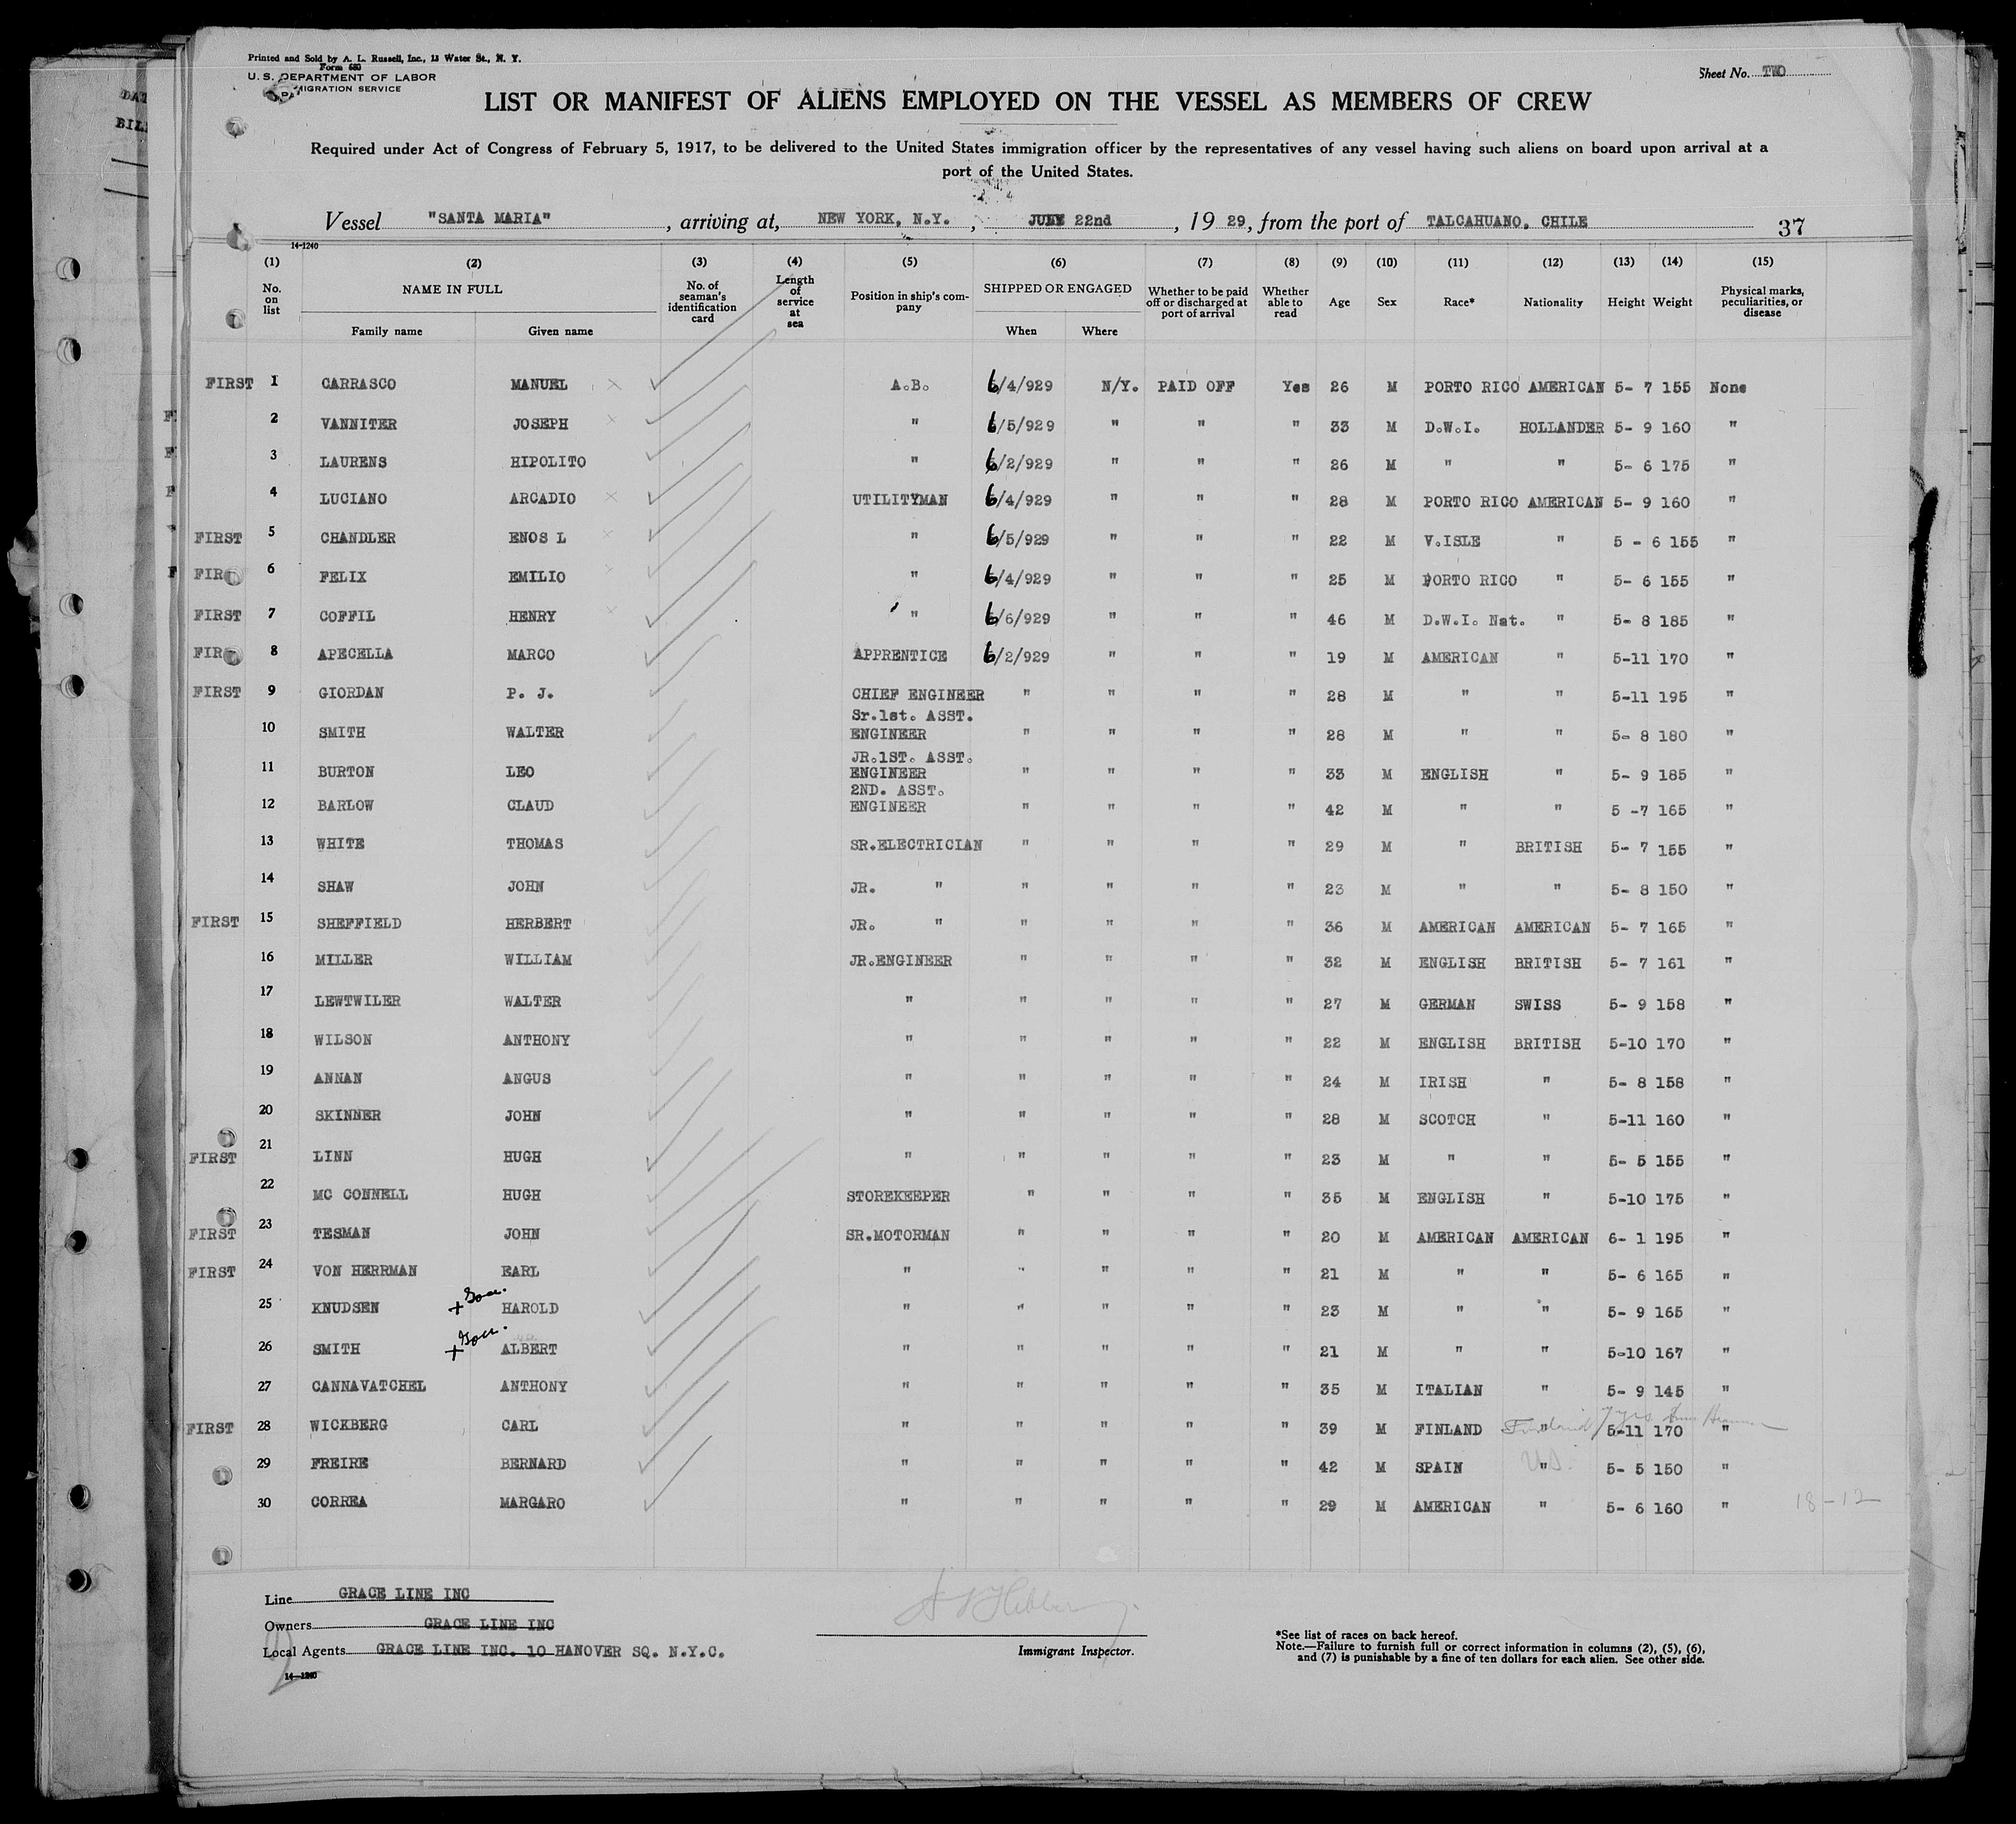 Printed and Sold by A. L. Russell, Inc., 13 Water St., N. Y.
Form 680
U. S. DEPARTMENT OF LABOR
MIGRATION SERVICE
Sheet No. TWO
LIST OR MANIFEST OF ALIENS EMPLOYED ON THE VESSEL AS MEMBERS OF CREW
Required under Act of Congress of February 5, 1917, to be delivered to the United States immigration officer by the representatives of any vessel having such aliens on board upon arrival at a
port of the United States.
Vessel "SANTA MARIA" , arriving at, NEW YORK, N.Y. , 22nd , 19 29, from the port of TALCAHUANO, CHILE 37
14-1240
(1) (2) (3) (4) (5) (6) (7) (8) (9) (10) (11) (12) (13) (14) (15)
No. on list NAME IN FULL Family name Given name No. of seaman's identification card Length of service at sea Position in ship's company SHIPPED OR ENGAGED When Where Whether to be paid off or discharged at port of arrival Whether able to read Age Sex Race* Nationality Height Weight Physical marks, peculiarities, or disease
FIRST 1 CARRASCO MANUEL A.B. 6/4/929 N/Y. PAID OFF Yes 26 M PORTO RICO AMERICAN 5- 7 155 None
2 VANNITER JOSEPH " 6/5/929 " " " 33 M D.W.I. HOLLANDER 5- 9 160 "
3 LAURENS HIPOLITO " 6/2/929 " " " 26 M " " 5- 6 175 "
4 LUCIANO ARCADIO UTILITYMAN 6/4/929 " " " 28 M PORTO RICO AMERICAN 5- 9 160 "
FIRST 5 CHANDLER ENOS L " 6/5/929 " " " 22 M V.ISLE " 5 - 6 155 "
FIR 6 FELIX EMILIO " 6/4/929 " " " 25 M PORTO RICO " 5- 6 155 "
FIRST 7 COFFIL HENRY " 6/6/929 " " " 46 M D.W.I. Nat. " 5- 8 185 "
FIR 8 APECELLA MARCO APPRENTICE 6/2/929 " " " 19 M AMERICAN " 5-11 170 "
FIRST 9 GIORDAN P. J. CHIEF ENGINEER " " " " 28 M " " 5-11 195 "
10 SMITH WALTER Sr.1st. ASST. ENGINEER " " " " 28 M " " 5- 8 180 "
11 BURTON LEO JR.1ST. ASST. ENGINEER " " " " 33 M ENGLISH " 5- 9 185 "
12 BARLOW CLAUD 2ND. ASST. ENGINEER " " " " 42 M " " 5 -7 165 "
13 WHITE THOMAS SR.ELECTRICIAN " " " " 29 M " BRITISH 5- 7 155 "
14 SHAW JOHN JR. " " " " " 23 M " " 5- 8 150 "
FIRST 15 SHEFFIELD HERBERT JR. " " " " " 36 M AMERICAN AMERICAN 5- 7 165 "
16 MILLER WILLIAM JR.ENGINEER " " " " 32 M ENGLISH BRITISH 5- 7 161 "
17 LEWTWILER WALTER " " " " " 27 M GERMAN SWISS 5- 9 158 "
18 WILSON ANTHONY " " " " " 22 M ENGLISH BRITISH 5-10 170 "
19 ANNAN ANGUS " " " " " 24 M IRISH " 5- 8 158 "
20 SKINNER JOHN " " " " " 28 M SCOTCH " 5-11 160 "
FIRST 21 LINN HUGH " " " " " 23 M " " 5- 5 155 "
22 MC CONNELL HUGH STOREKEEPER " " " " 35 M ENGLISH " 5-10 175 "
FIRST 23 TESMAN JOHN SR.MOTORMAN " " " " 20 M AMERICAN AMERICAN 6- 1 195 "
FIRST 24 VON HERRMAN EARL " " " " " 21 M " " 5- 6 165 "
25 KNUDSEN + HAROLD " " " " " 23 M " " 5- 9 165 "
26 SMITH + ALBERT " " " " " 21 M " " 5-10 167 "
27 CANNAVATCHEL ANTHONY " " " " " 35 M ITALIAN " 5- 9 145 "
FIRST 28 WICKBERG CARL " " " " " 39 M FINLAND Finland " 7 yrs 5-11 170 "
29 FREIRE BERNARD " " " " " 42 M SPAIN U.S. " 5- 5 150 "
30 CORREA MARGARO " " " " " 29 M AMERICAN " 5- 6 160 " 18-12
Line GRACE LINE INC
Owners GRACE LINE INC
Local Agents GRACE LINE INC. 10 HANOVER SQ. N.Y.C.
14-1240
2
Immigrant Inspector.
*See list of races on back hereof.
Note.—Failure to furnish full or correct information in columns (2), (5), (6),
and (7) is punishable by a fine of ten dollars for each alien. See other side.